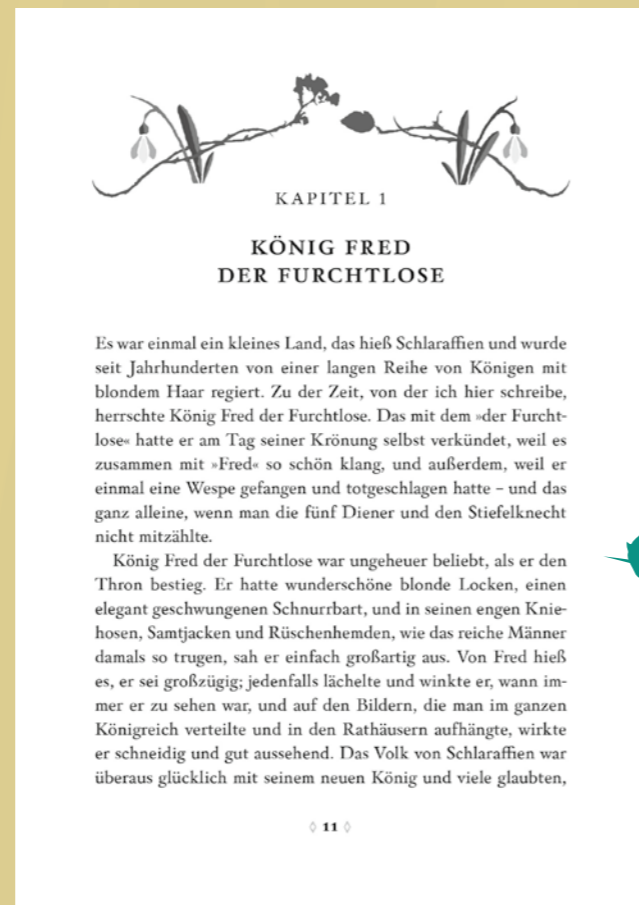 KAPITEL 1
KÖNIG FRED
DER FURCHTLOSE
Es war einmal ein kleines Land, das hieß Schlaraffien und wurde
seit Jahrhunderten von einer langen Reihe von Königen mit
blondem Haar regiert. Zu der Zeit, von der ich hier schreibe,
herrschte König Fred der Furchtlose. Das mit dem »der Furcht-
lose« hatte er am Tag seiner Krönung selbst verkündet, weil es
zusammen mit »Fred« so schön klang, und außerdem, weil er
einmal eine Wespe gefangen und totgeschlagen hatte – und das
ganz alleine, wenn man die fünf Diener und den Stiefelknecht
nicht mitzählte.
König Fred der Furchtlose war ungeheuer beliebt, als er den
Thron bestieg. Er hatte wunderschöne blonde Locken, einen
elegant geschwungenen Schnurrbart, und in seinen engen Knie-
hosen, Samtjacken und Rüschenhemden, wie das reiche Männer
damals so trugen, sah er einfach großartig aus. Von Fred hieß
es, er sei großzügig; jedenfalls lächelte und winkte er, wann im-
mer er zu sehen war, und auf den Bildern, die man im ganzen
Königreich verteilte und in den Rathäusern aufhängte, wirkte
er schneidig und gut aussehend. Das Volk von Schlaraffien war
überaus glücklich mit seinem neuen König und viele glaubten,
◊ 11 ◊